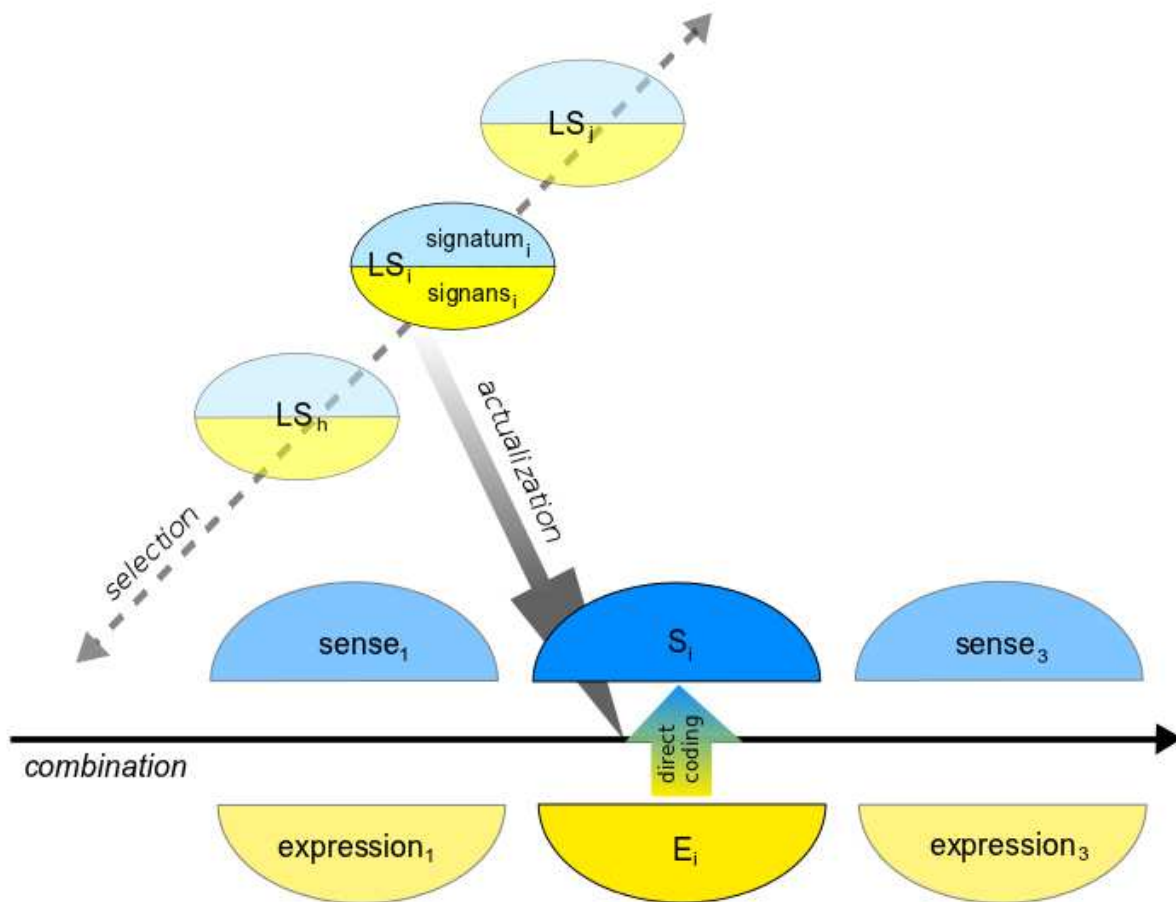 LSⱼ
signatumᵢ
LSᵢ
signansᵢ
LSₕ
actualization
selection
sense₁
Sᵢ
sense₃
direct
coding
combination
expression₁
Eᵢ
expression₃